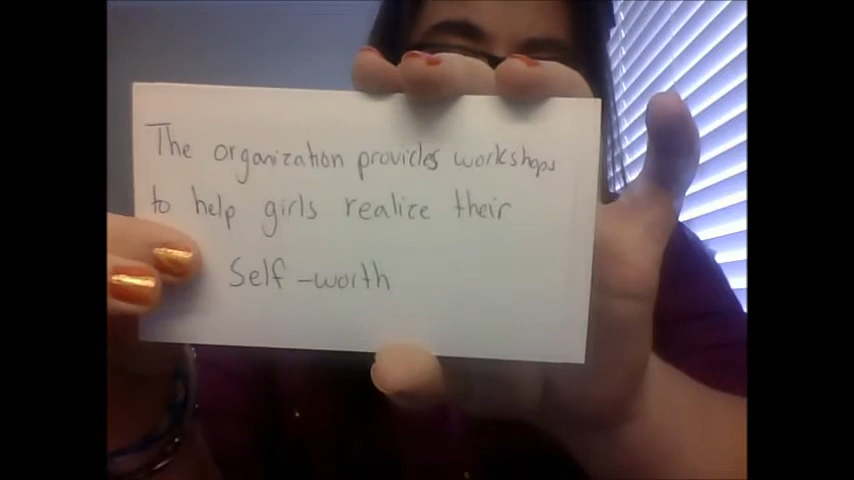 The organization provides workshops
to help girls realize their
Self-worth